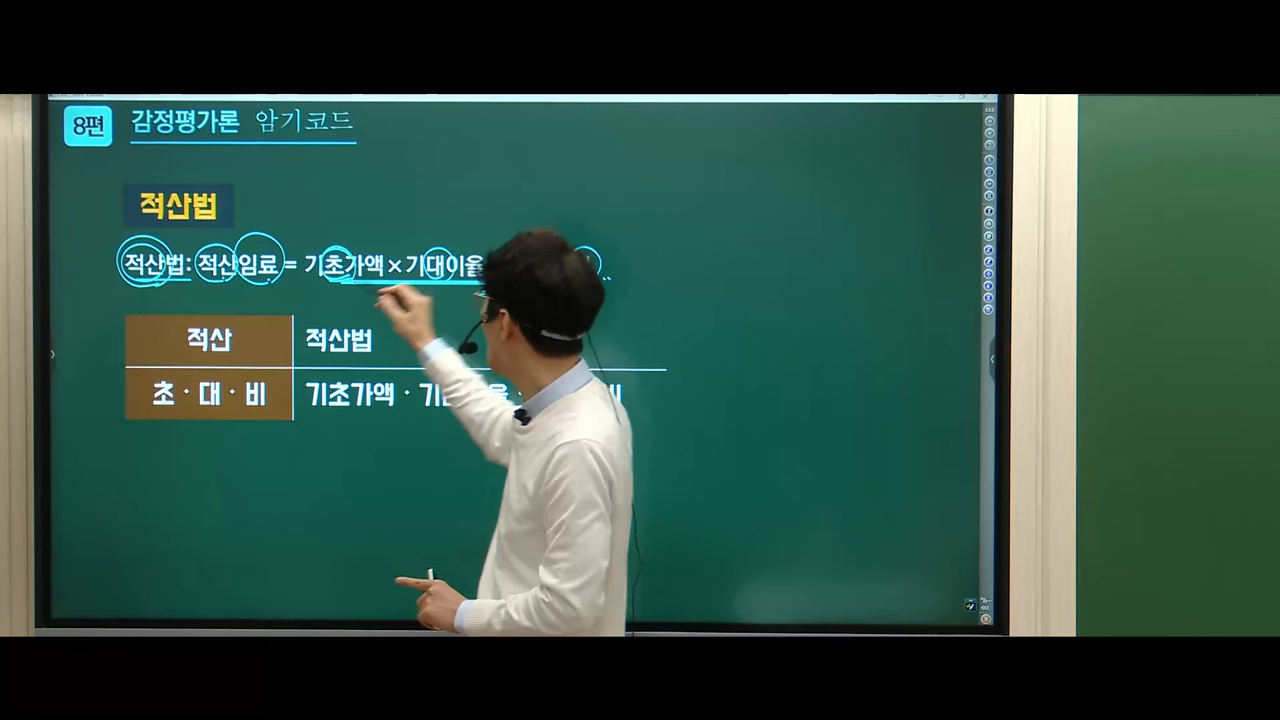 8편 감정평가론 암기코드
적산법
적산법: 적산임료 = 기초가액×기대이율
적산 적산법
초·대·비 기초가액·기 율 비